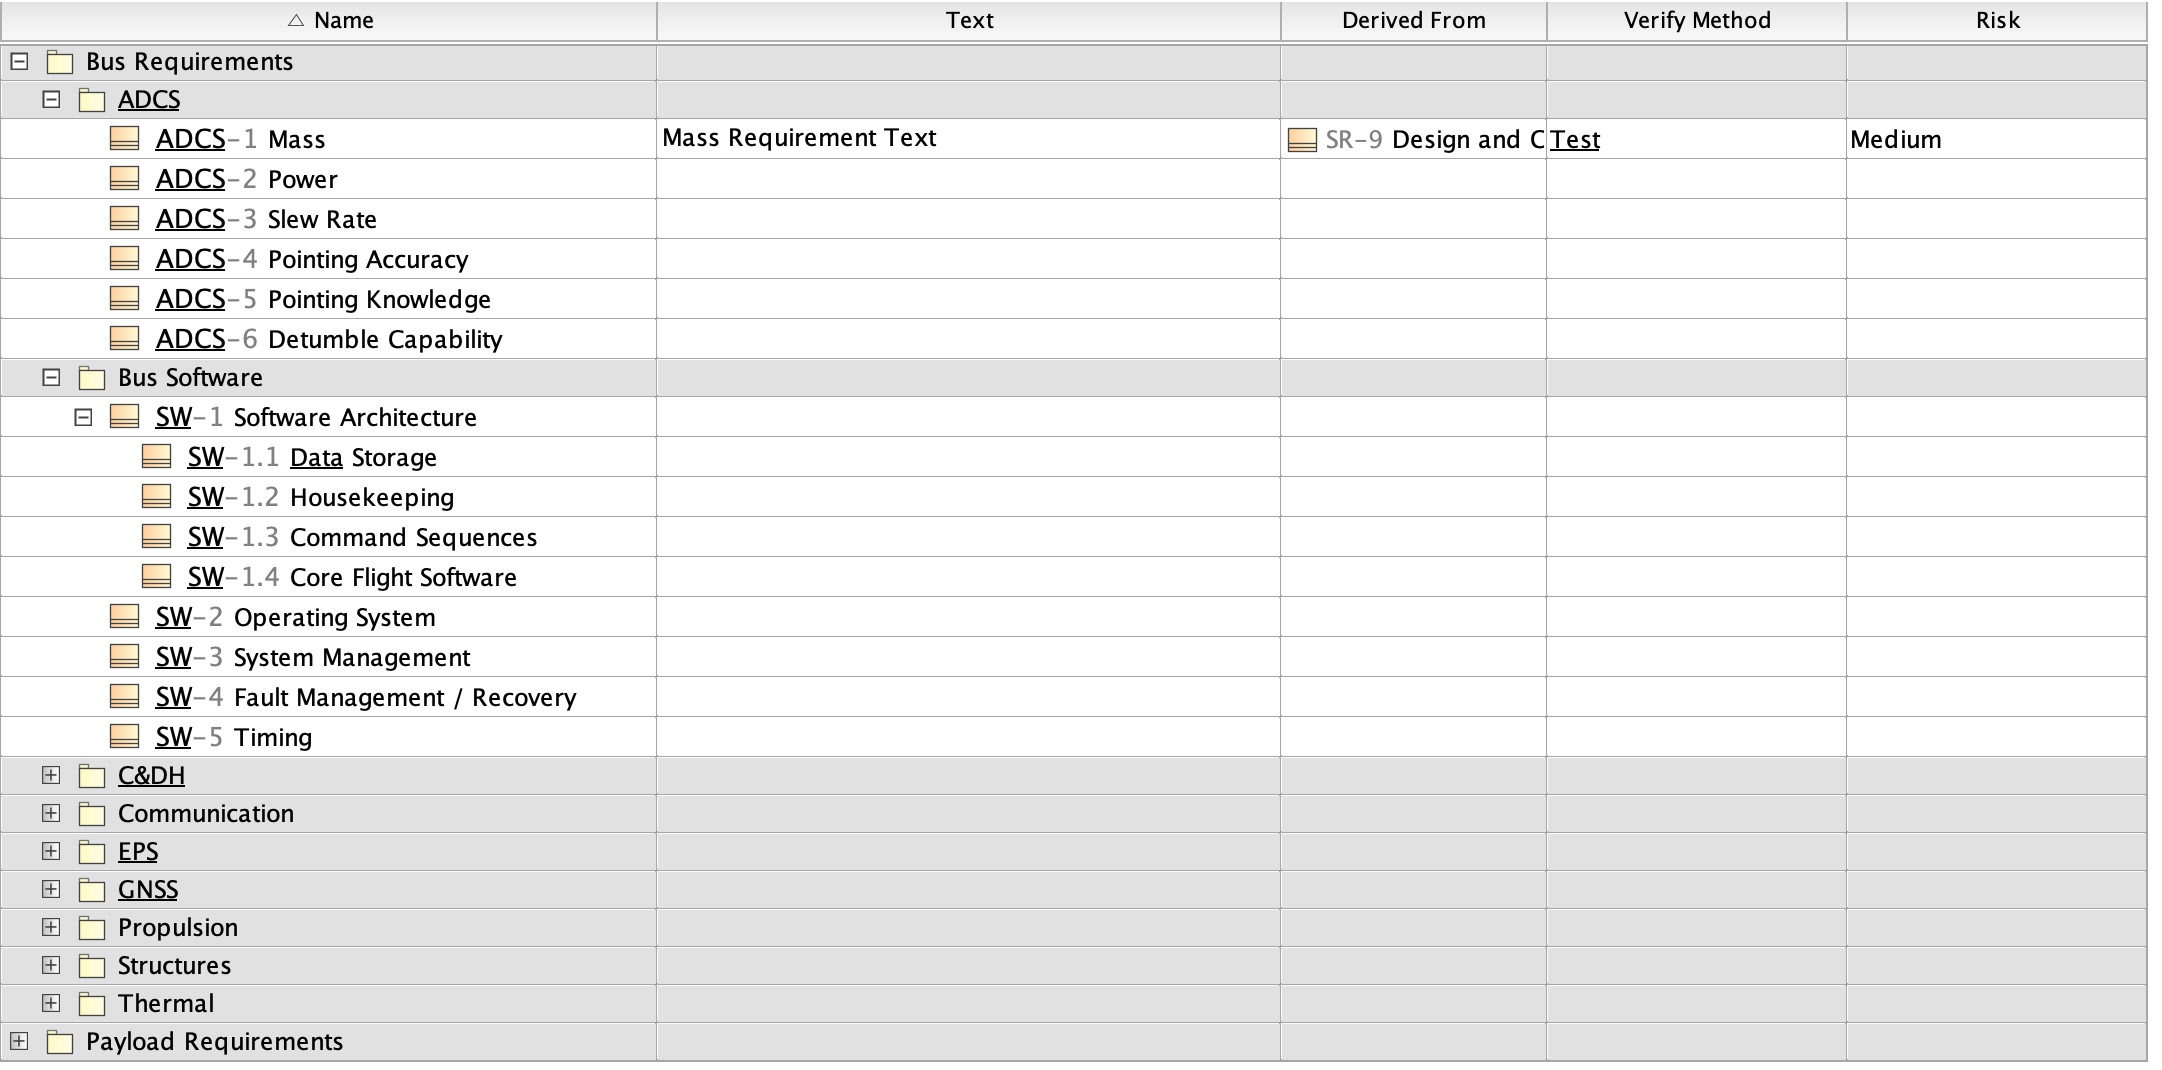 Name Text Derived From Verify Method Risk
Bus Requirements
ADCS
ADCS-1 Mass Mass Requirement Text SR-9 Design and C Test Medium
ADCS-2 Power
ADCS-3 Slew Rate
ADCS-4 Pointing Accuracy
ADCS-5 Pointing Knowledge
ADCS-6 Detumble Capability
Bus Software
SW-1 Software Architecture
SW-1.1 Data Storage
SW-1.2 Housekeeping
SW-1.3 Command Sequences
SW-1.4 Core Flight Software
SW-2 Operating System
SW-3 System Management
SW-4 Fault Management / Recovery
SW-5 Timing
C&DH
Communication
EPS
GNSS
Propulsion
Structures
Thermal
Payload Requirements